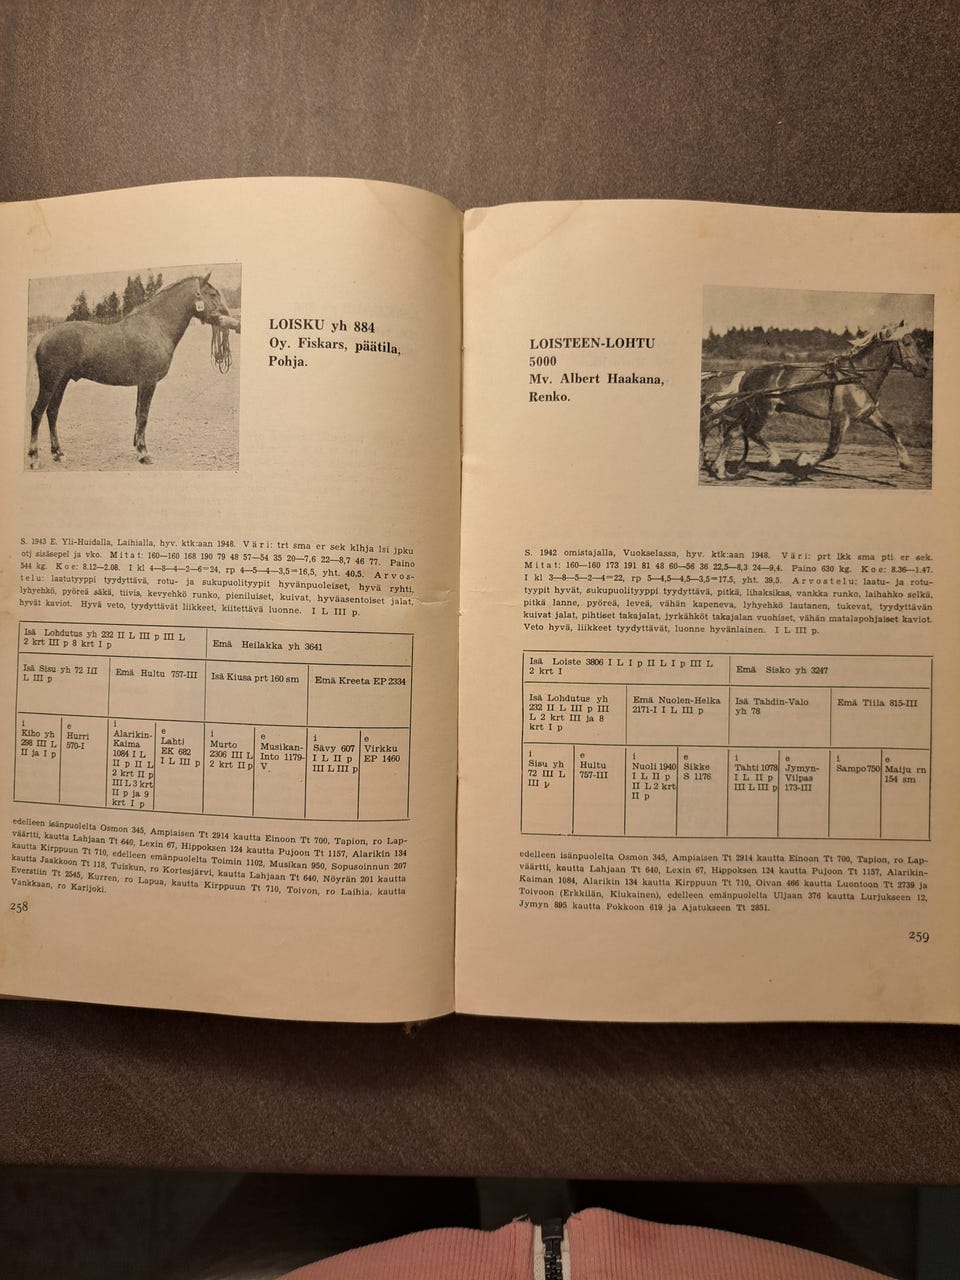 LOISKU yh 884
Oy. Fiskars, päätila,
Pohja.
S. 1943 E. Yli-Huidalla, Laihialla, hyv. ktk:aan 1948. Väri: trt sma er sek klhja lsi jpku
otj sisäsepel ja vko. Mitat: 160—160 168 190 79 48 57—54 35 20—7,6 22—8,7 46 77. Paino
544 kg. Koe: 8.12—2.08. I kl 4—8—4—2—6=24, rp 4—5—4—3,5=16,5, yht. 40,5. Arvos-
telu: laatutyyppi tyydyttävä, rotu- ja sukupuolityypit hyvänpuoleiset, hyvä ryhti,
lyhyehkö, pyöreä säkä, tiivis, kevyehkö runko, pieniluiset, kuivat, hyväasentoiset jalat,
hyvät kaviot. Hyvä veto, tyydyttävät liikkeet, kiitettävä luonne. I L III p.
Isä Lohdutus yh 232 II L III p III L
2 krt III p 8 krt I p
Emä Heilakka yh 3641
Isä Sisu yh 72 III
L III p
Emä Hultu 757-III
Isä Kiusa prt 160 sm
Emä Kreeta EP 2334
i
Kiho yh
298 III L
II ja I p
e
Hurri
570-I
i
Alarikin-
Kaima
1084 I L
II p II L
2 krt II p
III L 3 krt
II p ja 9
krt I p
e
Lahti
EK 682
I L III p
i
Murto
2306 III L
2 krt II p
e
Musikan-
Into 1179-
V.
i
Sävy 607
I L II p
III L III p
e
Virkku
EP 1460
edelleen isänpuolelta Osmon 345, Ampiaisen Tt 2914 kautta Einoon Tt 700, Tapion, ro Lap-
väärtti, kautta Lahjaan Tt 640, Lexin 67, Hippoksen 124 kautta Pujoon Tt 1157, Alarikin 134
kautta Kirppuun Tt 710, edelleen emänpuolelta Toimin 1102, Musikan 950, Sopusoinnun 207
kautta Jaakkoon Tt 118, Tuiskun, ro Kortesjärvi, kautta Lahjaan Tt 640, Nöyrän 201 kautta
Everstiin Tt 2545, Kurren, ro Lapua, kautta Kirppuun Tt 710, Toivon, ro Laihia, kautta
Vankkaan, ro Karijoki.
258
LOISTEEN-LOHTU
5000
Mv. Albert Haakana,
Renko.
S. 1942 omistajalla, Vuokselassa, hyv. ktk:aan 1948. Väri: prt lkk sma pti er sek.
Mitat: 160—160 173 191 81 48 60—56 36 22,5—8,3 24—9,4. Paino 630 kg. Koe: 8.36—1.47.
I kl 3—8—5—2—4=22, rp 5—4,5—4,5—3,5=17,5, yht. 39,5. Arvostelu: laatu- ja rotu-
tyypit hyvät, sukupuolityyppi tyydyttävä, pitkä, lihaksikas, vankka runko, laihahko selkä,
pitkä lanne, pyöreä, leveä, vähän kapeneva, lyhyehkö lautanen, tukevat, tyydyttävän
kuivat jalat, pihtiset takajalat, jyrkähköt takajalan vuohiset, vähän matalapohjaiset kaviot.
Veto hyvä, liikkeet tyydyttävät, luonne hyvänlainen. I L III p.
Isä Loiste 3806 I L I p II L I p III L
2 krt I
Emä Sisko yh 3247
Isä Lohdutus yh
232 II L III p III
L 2 krt III ja 8
krt I p
Emä Nuolen-Helka
2171-I I L III p
Isä Tahdin-Valo
yh 78
Emä Tiila 815-III
i
Sisu yh
72 III L
III p
e
Hultu
757-III
i
Nuoli 1940
I L II p
II L 2 krt
II p
e
Sikke
S 1176
i
Tahti 1078
I L II p
III L III p
e
Jymyn-
Vilpas
173-III
i
Sampo 750
e
Maiju rn
154 sm
edelleen isänpuolelta Osmon 345, Ampiaisen Tt 2914 kautta Einoon Tt 700, Tapion, ro Lap-
väärtti, kautta Lahjaan Tt 640, Lexin 67, Hippoksen 124 kautta Pujoon Tt 1157, Alarikin-
Kaiman 1084, Alarikin 134 kautta Kirppuun Tt 710, Oivan 466 kautta Luontoon Tt 2739 ja
Toivoon (Erkkilän, Kiukainen), edelleen emänpuolelta Uljaan 376 kautta Lurjukseen 12,
Jymyn 895 kautta Pokkoon 619 ja Ajatukseen Tt 2851.
259